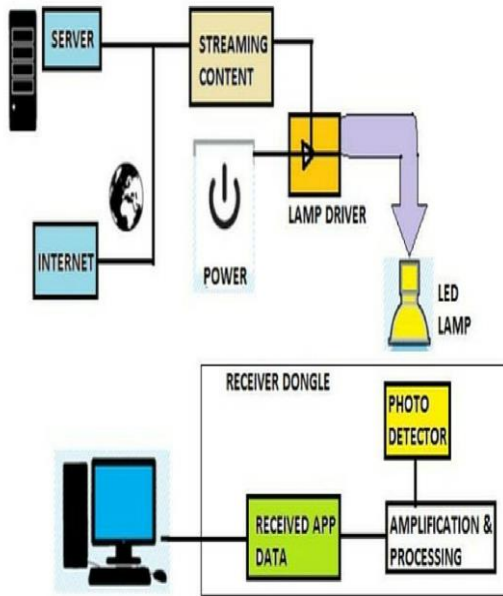 SERVER
STREAMING
CONTENT
LAMP DRIVER
POWER
INTERNET
LED
LAMP
RECEIVER DONGLE
PHOTO
DETECTOR
RECEIVED APP
DATA
AMPLIFICATION &
PROCESSING